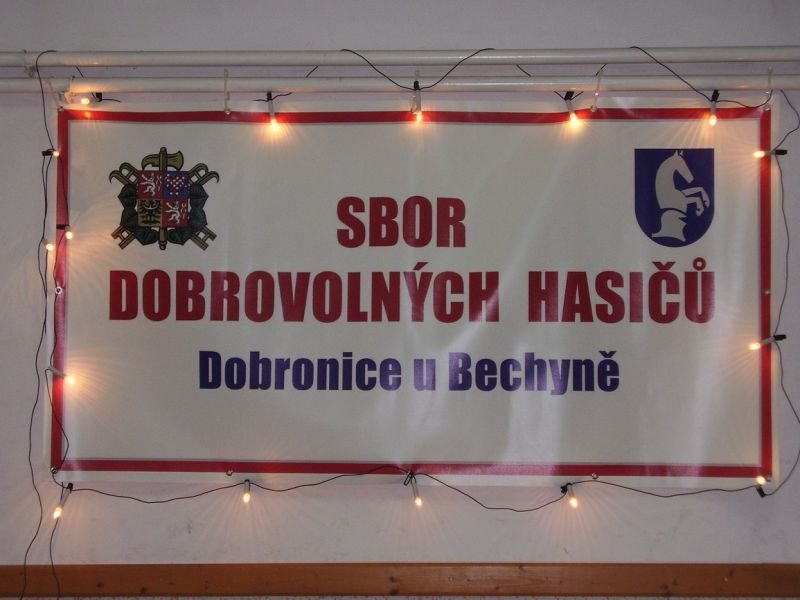 SBOR
DOBROVOLNÝCH HASIČŮ
Dobronice u Bechyně